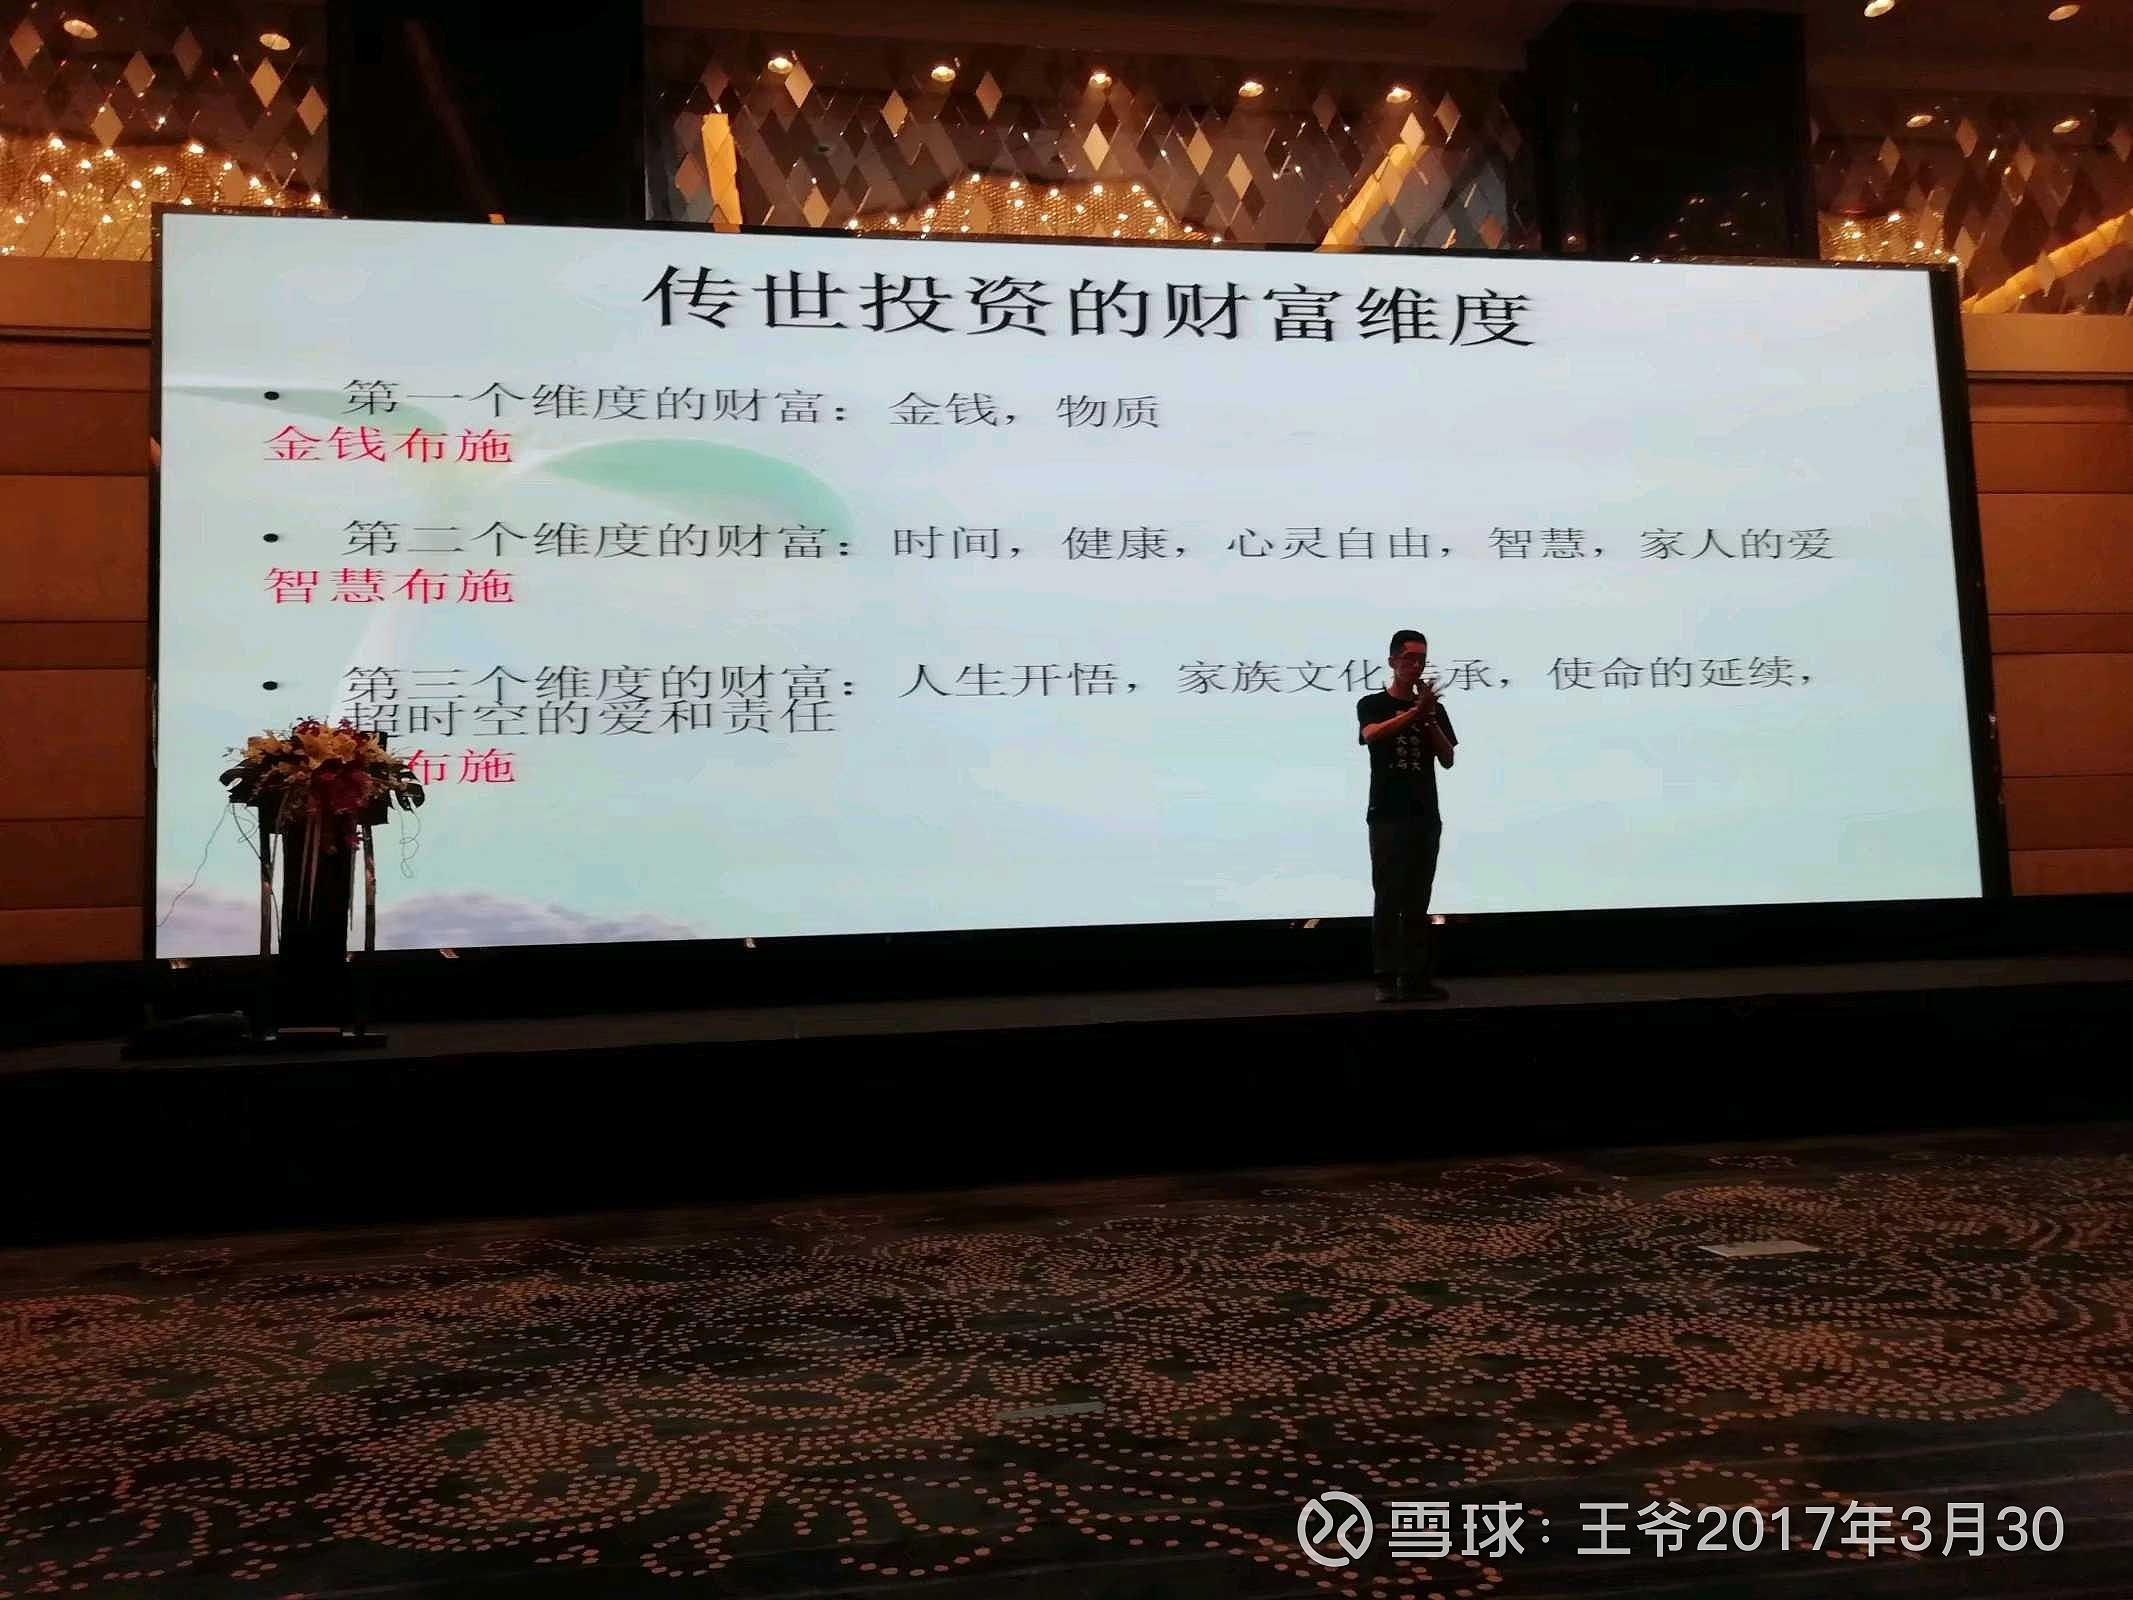 传世投资的财富维度
• 第一个维度的财富：金钱，物质
金钱布施
• 第二个维度的财富：时间，健康，心灵自由，智慧，家人的爱
智慧布施
• 第三个维度的财富：人生开悟，家族文化传承，使命的延续，
超时空的爱和责任
布施
雪球：王爷2017年3月30